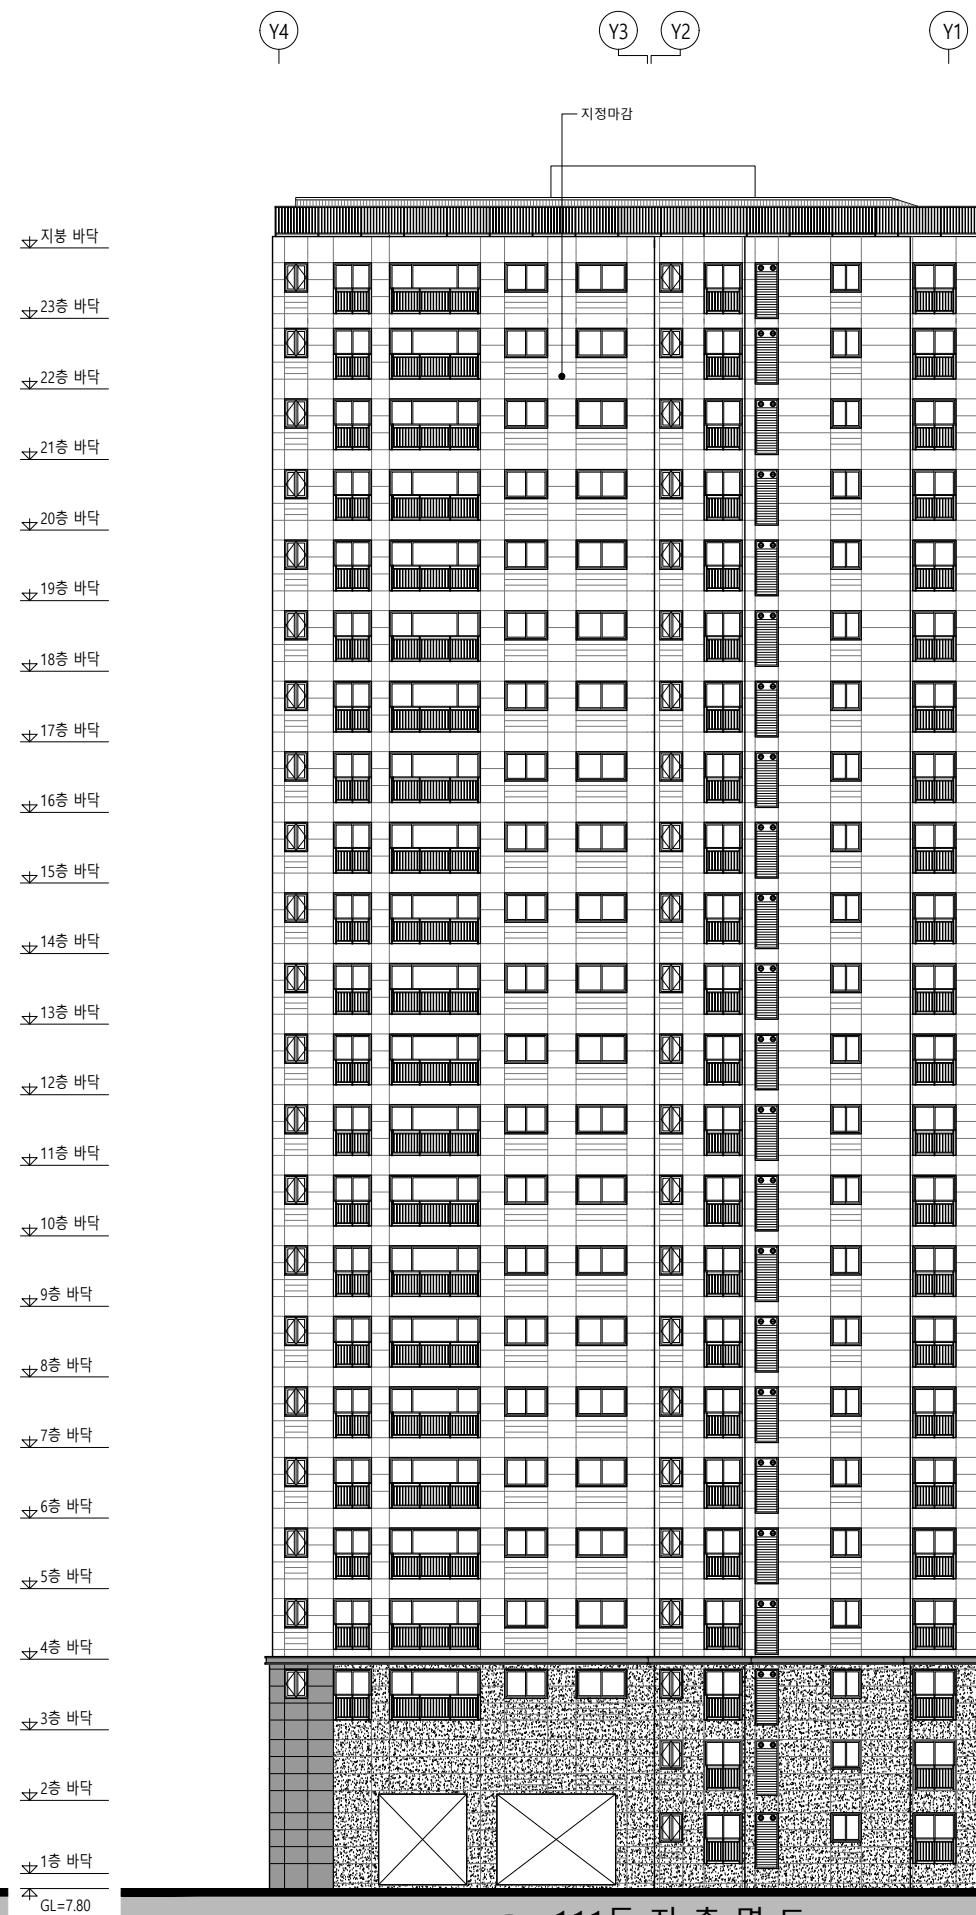 Y4 Y3 Y2 Y1
지정마감
지붕 바닥
23층 바닥
22층 바닥
21층 바닥
20층 바닥
19층 바닥
18층 바닥
17층 바닥
16층 바닥
15층 바닥
14층 바닥
13층 바닥
12층 바닥
11층 바닥
10층 바닥
9층 바닥
8층 바닥
7층 바닥
6층 바닥
5층 바닥
4층 바닥
3층 바닥
2층 바닥
1층 바닥
GL=7.80